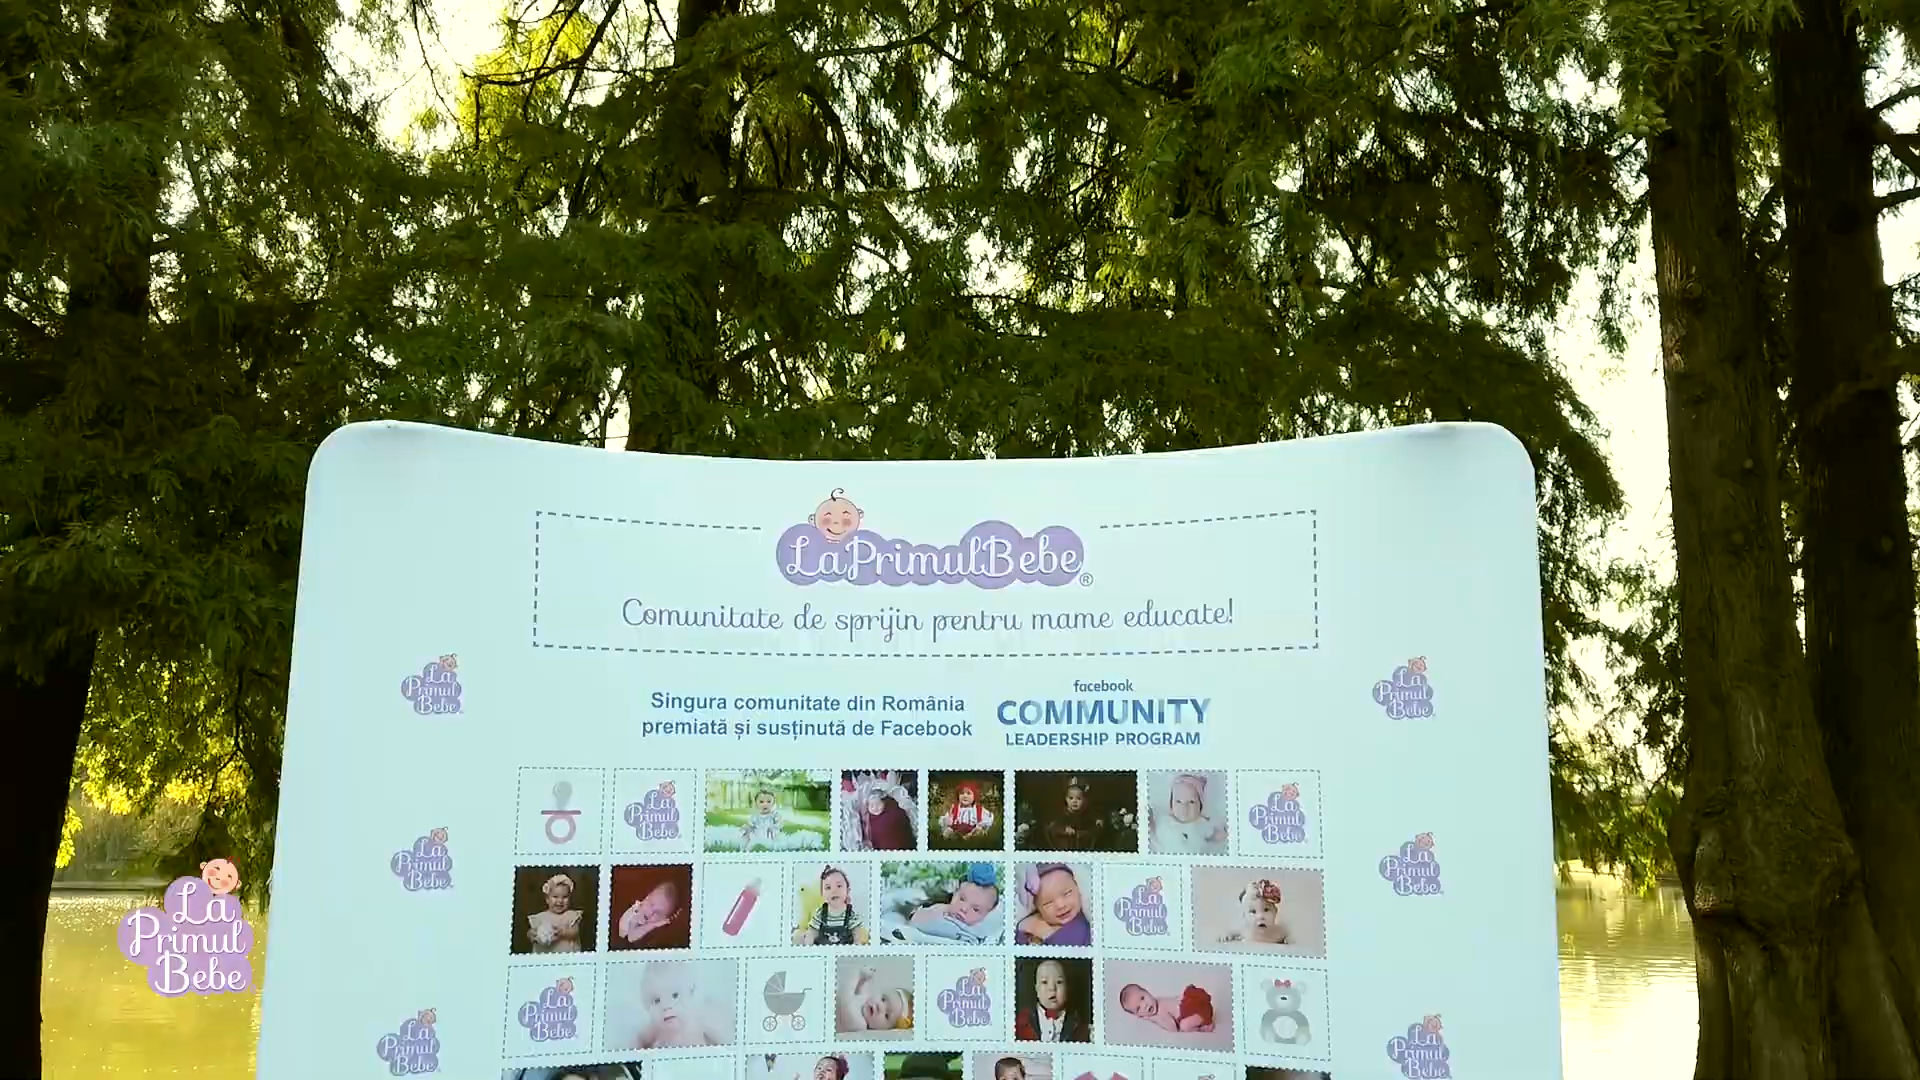 LaPrimulBebe®
Comunitate de sprijin pentru mame educate!
Singura comunitate din România
premiată și susținută de Facebook
facebook
COMMUNITY
LEADERSHIP PROGRAM
La
Primul
Bebe
La
Primul
Bebe
La
Primul
Bebe
La
Primul
Bebe
La
Primul
Bebe
La
Primul
Bebe
La
Primul
Bebe
La
Primul
Bebe
La
Primul
Bebe
La
Primul
Bebe
La
Primul
Bebe
La
Primul
Bebe